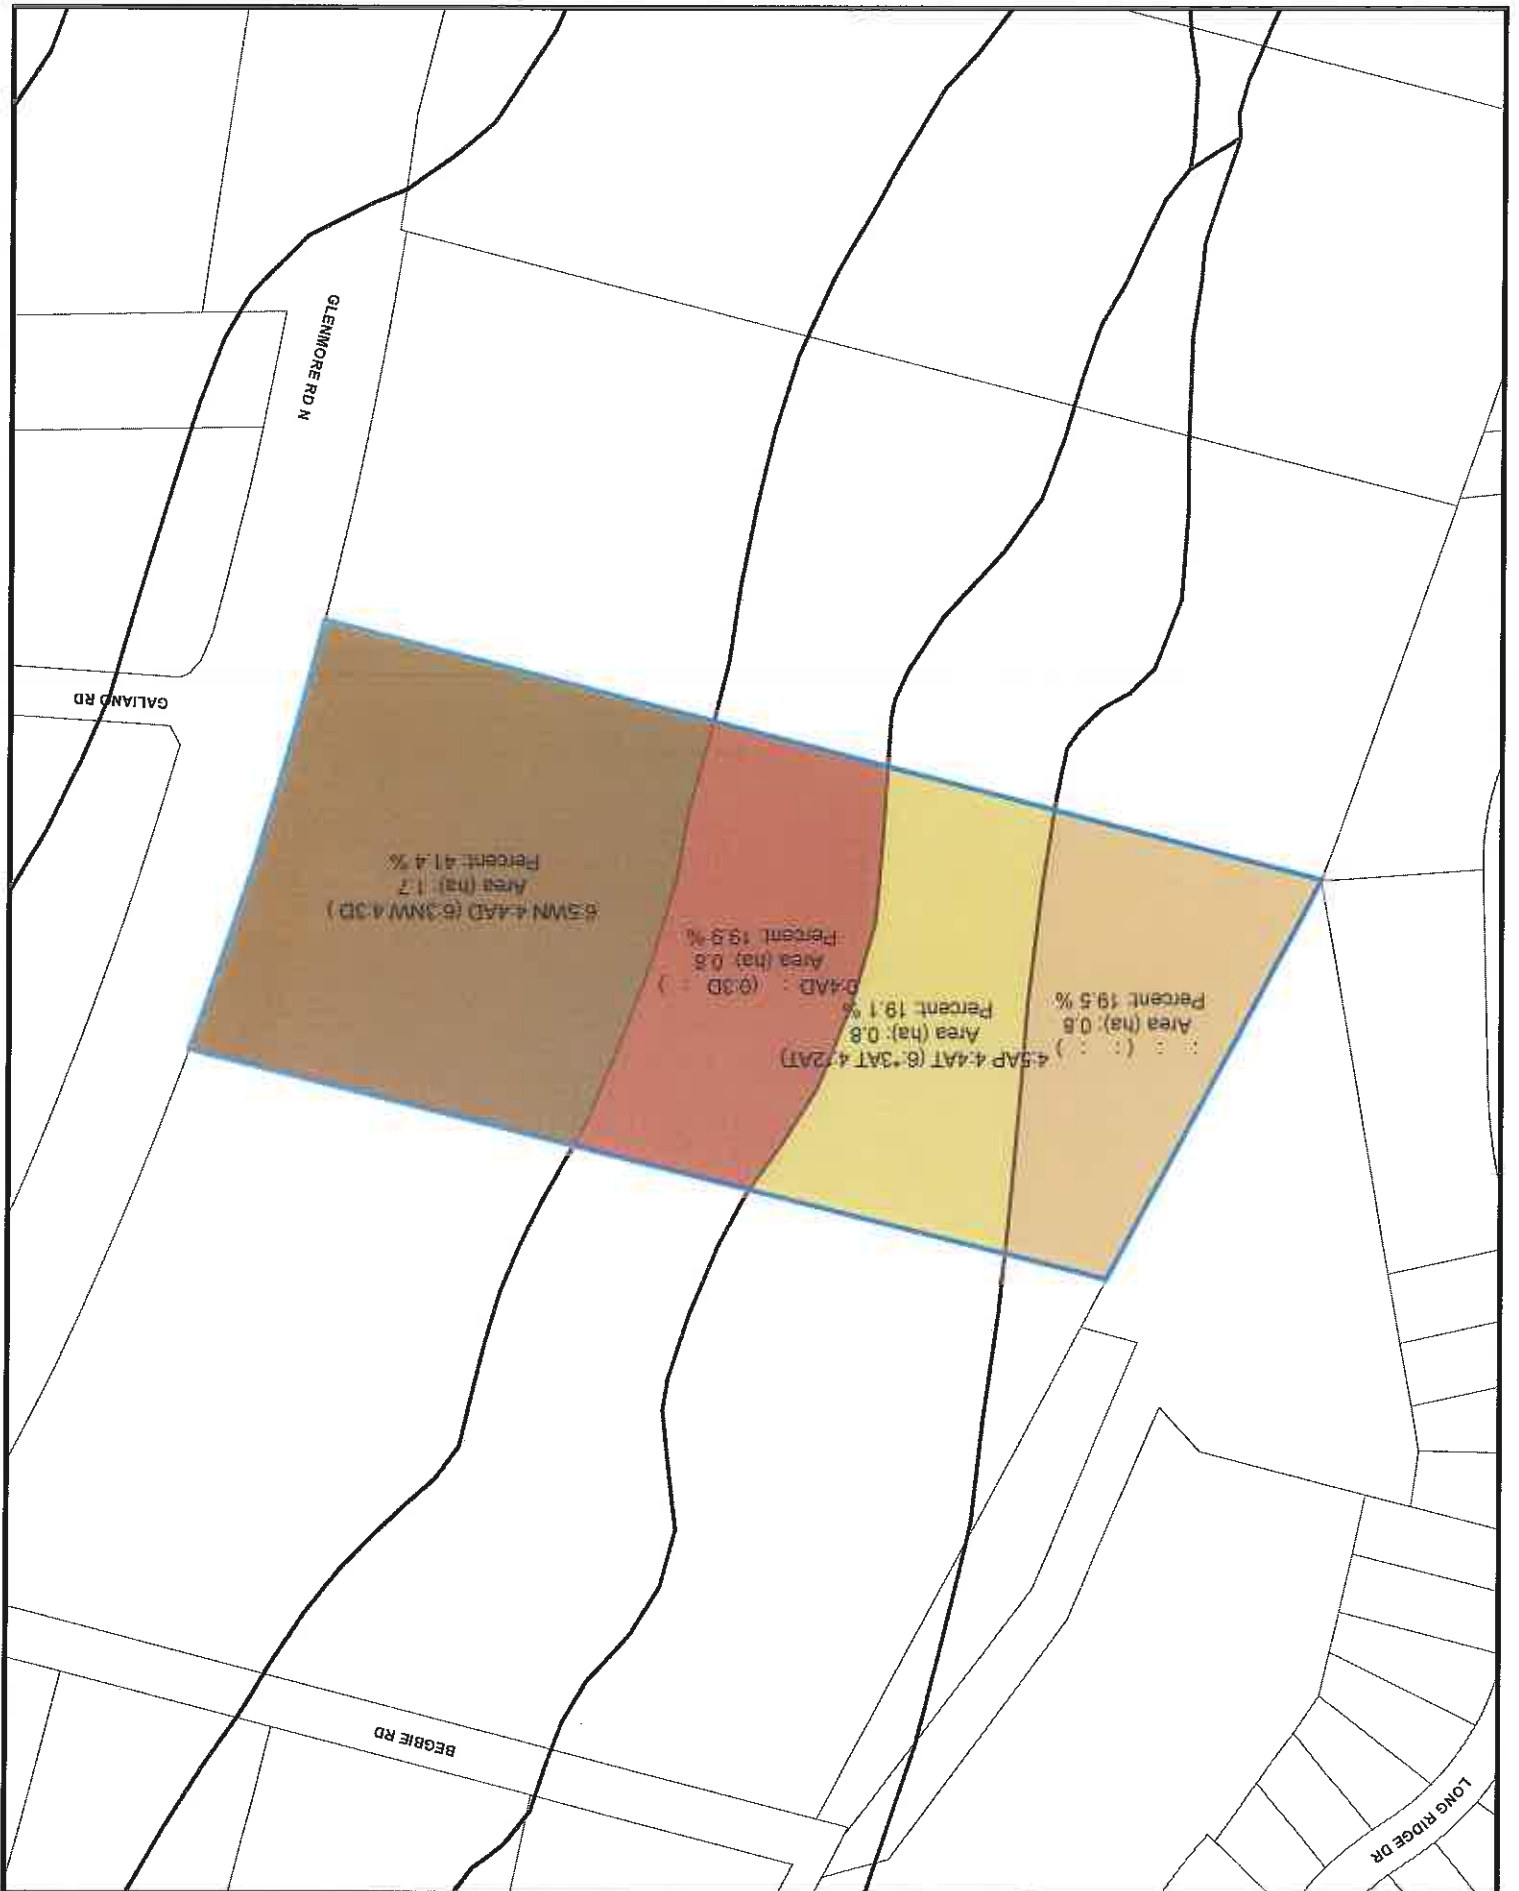 LONG RIDGE DR
BEGBIE RD
: : ( : : )
Area (ha): 0.8
Percent: 19.5 %
4:5AP 4:4AT (6:*3AT 4:*2AT)
Area (ha): 0.8
Percent: 19.1 %
0:4AD : (0:3D : )
Area (ha): 0.8
Percent: 19.9 %
6:5WN 4:4AD (6:3NW 4:3D )
Area (ha): 1.7
Percent: 41.4 %
GALIANO RD
GLENMORE RD N